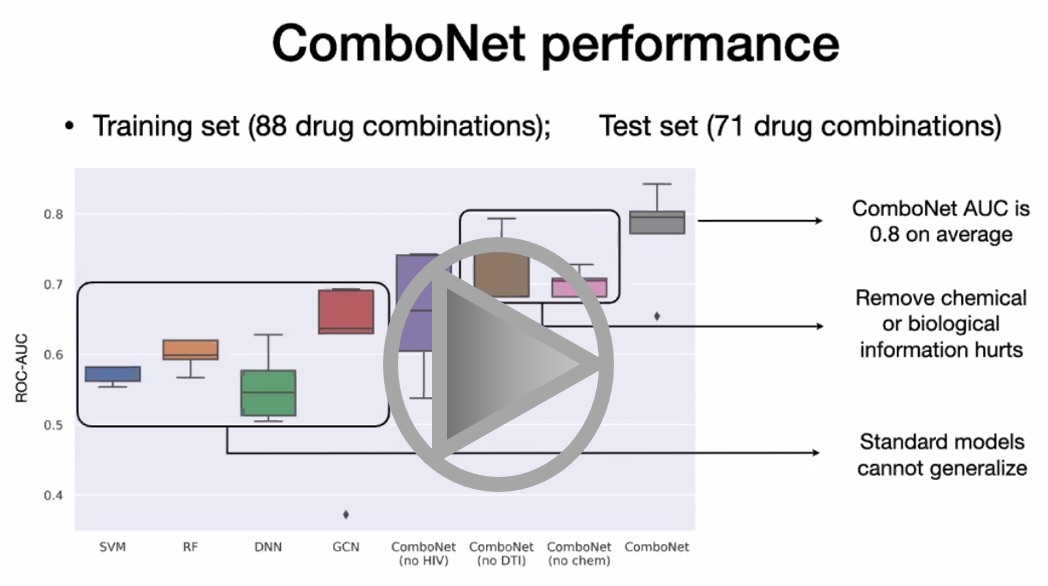 ComboNet performance
• Training set (88 drug combinations); Test set (71 drug combinations)
ROC-AUC
0.8
0.7
0.6
0.5
0.4
SVM
RF
DNN
GCN
ComboNet
(no HIV)
ComboNet
(no DTI)
ComboNet
(no chem)
ComboNet
ComboNet AUC is
0.8 on average
Remove chemical
or biological
information hurts
Standard models
cannot generalize